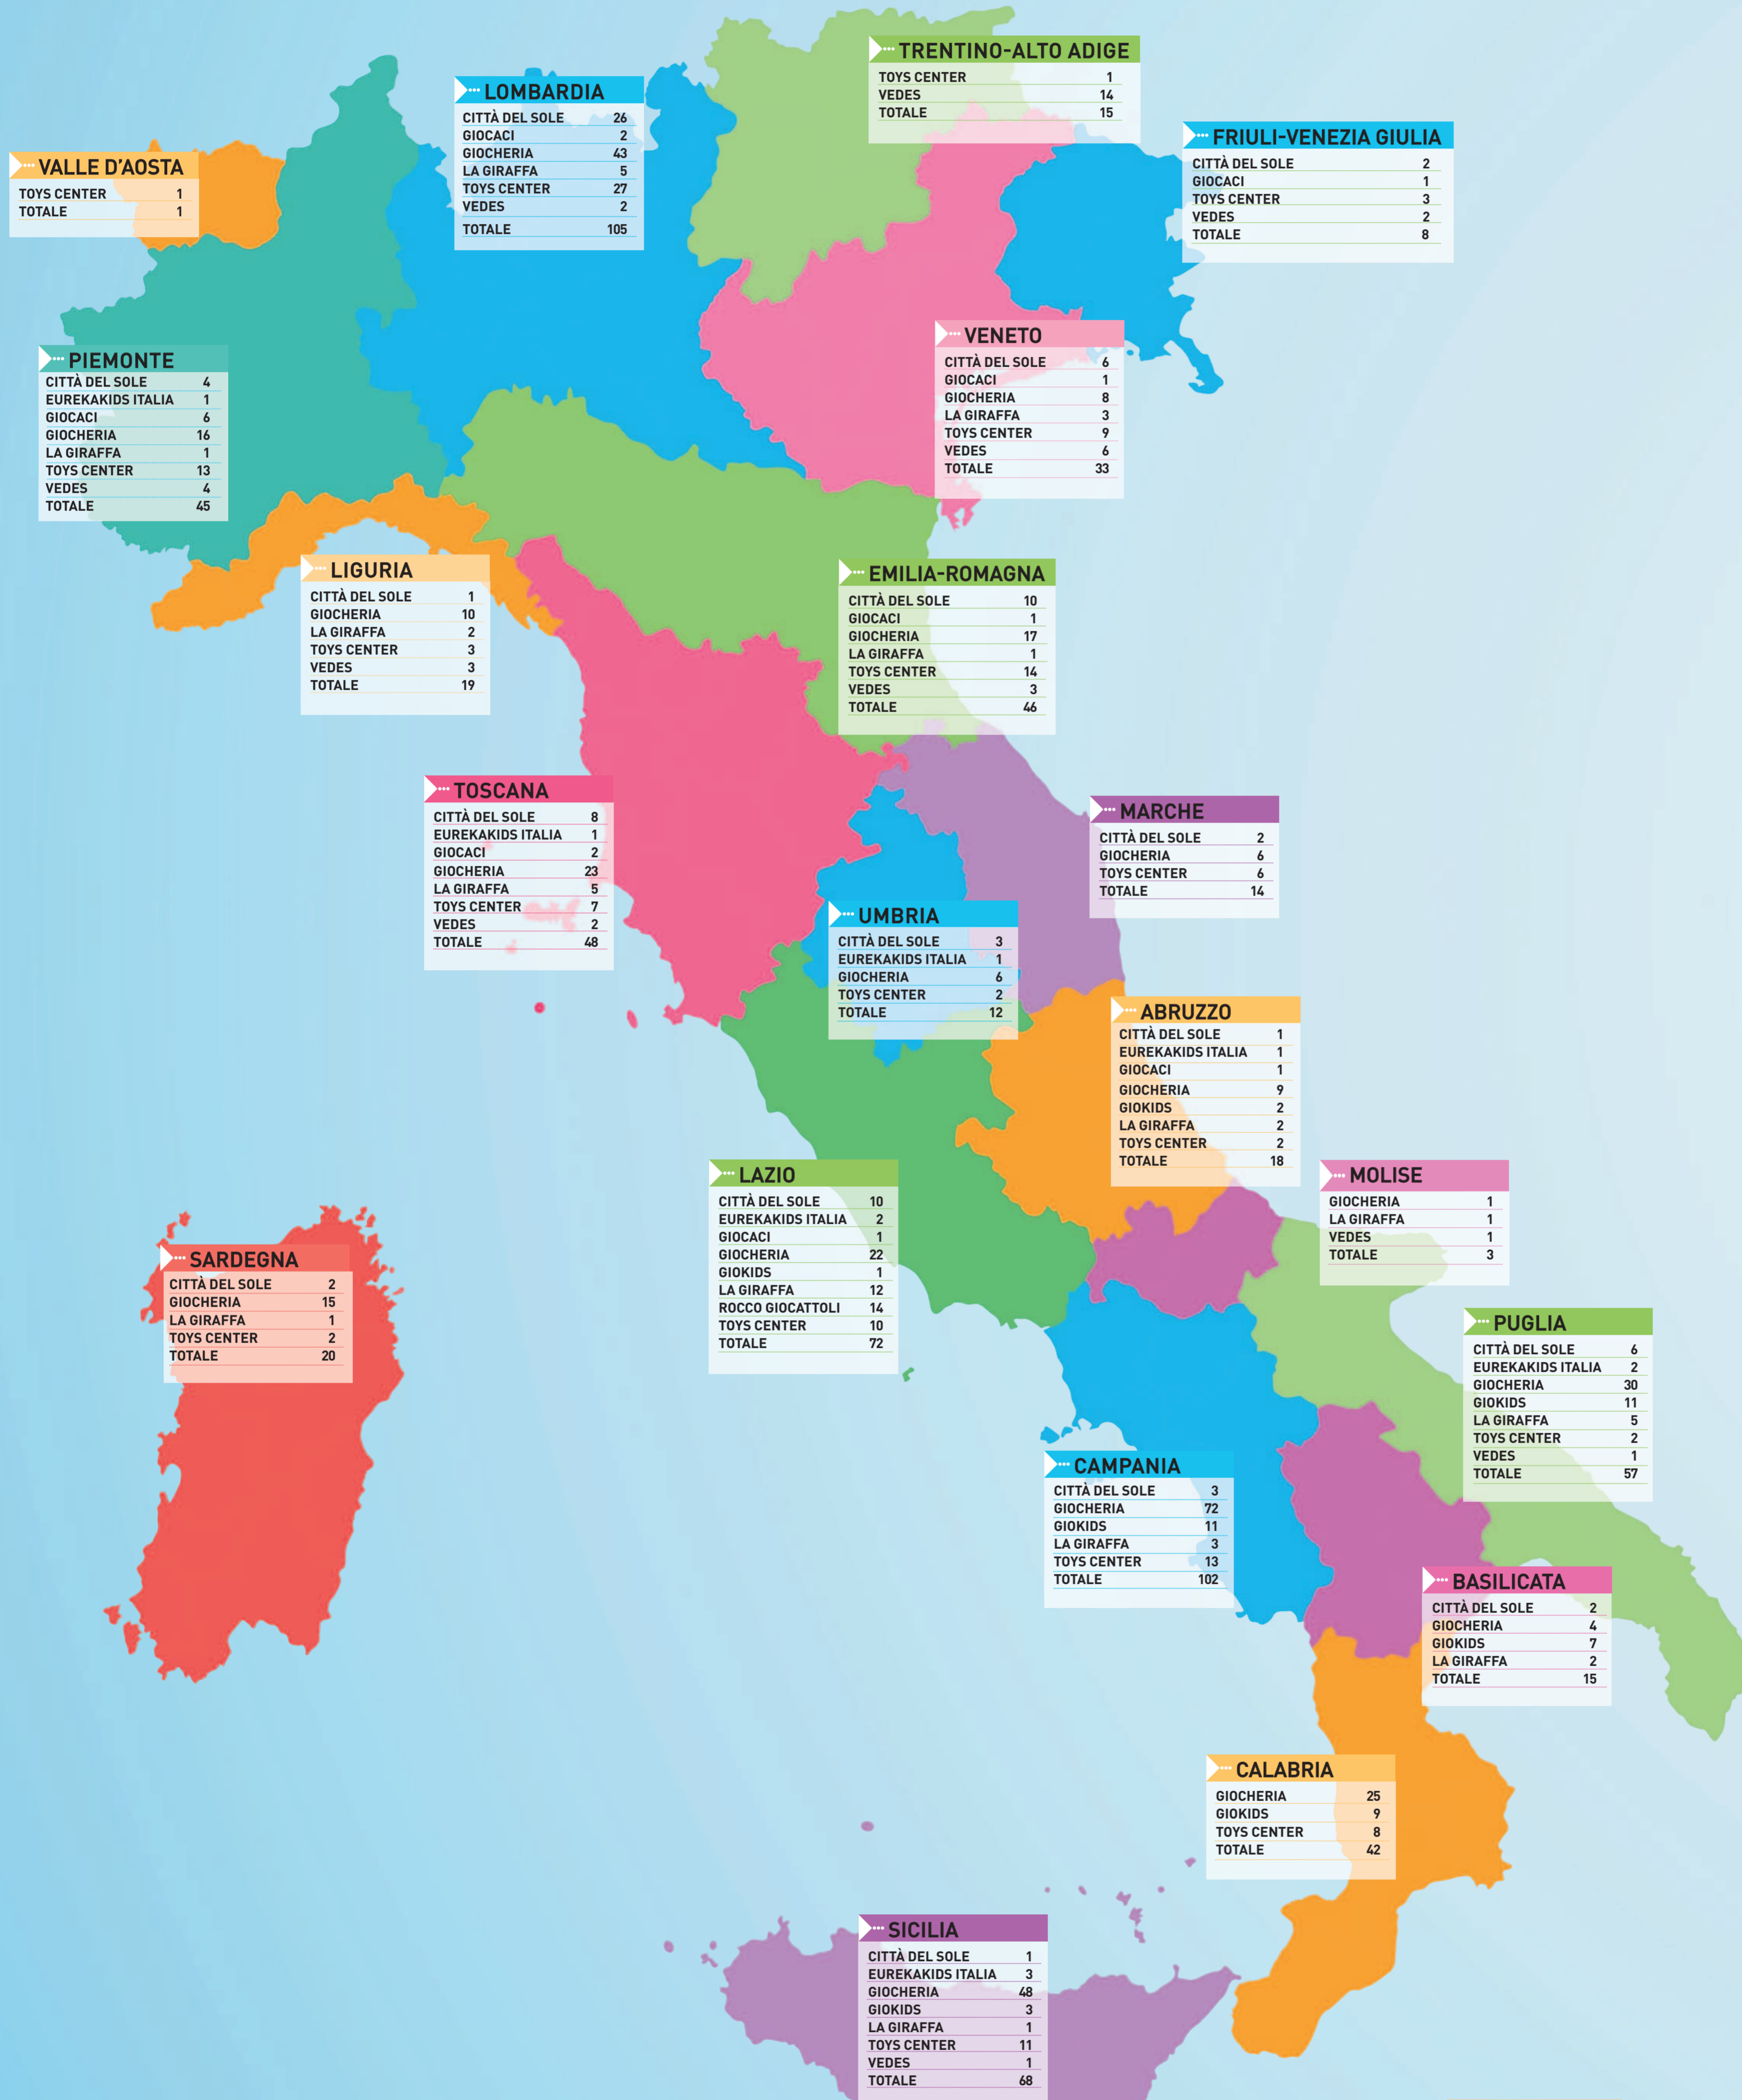 TRENTINO-ALTO ADIGE
TOYS CENTER 1
VEDES 14
TOTALE 15
LOMBARDIA
CITTÀ DEL SOLE 26
GIOCACI 2
GIOCHERIA 43
LA GIRAFFA 5
TOYS CENTER 27
VEDES 2
TOTALE 105
FRIULI-VENEZIA GIULIA
CITTÀ DEL SOLE 2
GIOCACI 1
TOYS CENTER 3
VEDES 2
TOTALE 8
VALLE D'AOSTA
TOYS CENTER 1
TOTALE 1
VENETO
CITTÀ DEL SOLE 6
GIOCACI 1
GIOCHERIA 8
LA GIRAFFA 3
TOYS CENTER 9
VEDES 6
TOTALE 33
PIEMONTE
CITTÀ DEL SOLE 4
EUREKAKIDS ITALIA 1
GIOCACI 6
GIOCHERIA 16
LA GIRAFFA 1
TOYS CENTER 13
VEDES 4
TOTALE 45
LIGURIA
CITTÀ DEL SOLE 1
GIOCHERIA 10
LA GIRAFFA 2
TOYS CENTER 3
VEDES 3
TOTALE 19
EMILIA-ROMAGNA
CITTÀ DEL SOLE 10
GIOCACI 1
GIOCHERIA 17
LA GIRAFFA 1
TOYS CENTER 14
VEDES 3
TOTALE 46
TOSCANA
CITTÀ DEL SOLE 8
EUREKAKIDS ITALIA 1
GIOCACI 2
GIOCHERIA 23
LA GIRAFFA 5
TOYS CENTER 7
VEDES 2
TOTALE 48
MARCHE
CITTÀ DEL SOLE 2
GIOCHERIA 6
TOYS CENTER 6
TOTALE 14
UMBRIA
CITTÀ DEL SOLE 3
EUREKAKIDS ITALIA 1
GIOCHERIA 6
TOYS CENTER 2
TOTALE 12
ABRUZZO
CITTÀ DEL SOLE 1
EUREKAKIDS ITALIA 1
GIOCACI 1
GIOCHERIA 9
GIOKIDS 2
LA GIRAFFA 2
TOYS CENTER 2
TOTALE 18
LAZIO
CITTÀ DEL SOLE 10
EUREKAKIDS ITALIA 2
GIOCACI 1
GIOCHERIA 22
GIOKIDS 1
LA GIRAFFA 12
ROCCO GIOCATTOLI 14
TOYS CENTER 10
TOTALE 72
MOLISE
GIOCHERIA 1
LA GIRAFFA 1
VEDES 1
TOTALE 3
SARDEGNA
CITTÀ DEL SOLE 2
GIOCHERIA 15
LA GIRAFFA 1
TOYS CENTER 2
TOTALE 20
PUGLIA
CITTÀ DEL SOLE 6
EUREKAKIDS ITALIA 2
GIOCHERIA 30
GIOKIDS 11
LA GIRAFFA 5
TOYS CENTER 2
VEDES 1
TOTALE 57
CAMPANIA
CITTÀ DEL SOLE 3
GIOCHERIA 72
GIOKIDS 11
LA GIRAFFA 3
TOYS CENTER 13
TOTALE 102
BASILICATA
CITTÀ DEL SOLE 2
GIOCHERIA 4
GIOKIDS 7
LA GIRAFFA 2
TOTALE 15
CALABRIA
GIOCHERIA 25
GIOKIDS 9
TOYS CENTER 8
TOTALE 42
SICILIA
CITTÀ DEL SOLE 1
EUREKAKIDS ITALIA 3
GIOCHERIA 48
GIOKIDS 3
LA GIRAFFA 1
TOYS CENTER 11
VEDES 1
TOTALE 68